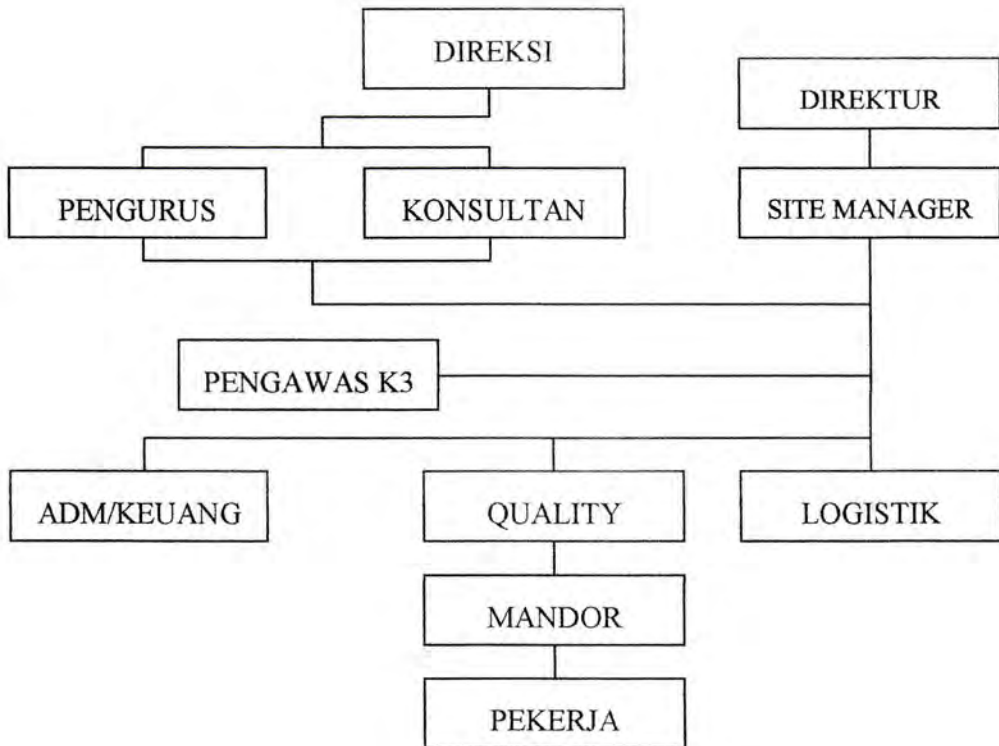 DIREKSI
DIREKTUR
PENGURUS
KONSULTAN
SITE MANAGER
PENGAWAS K3
ADM/KEUANG
QUALITY
LOGISTIK
MANDOR
PEKERJA